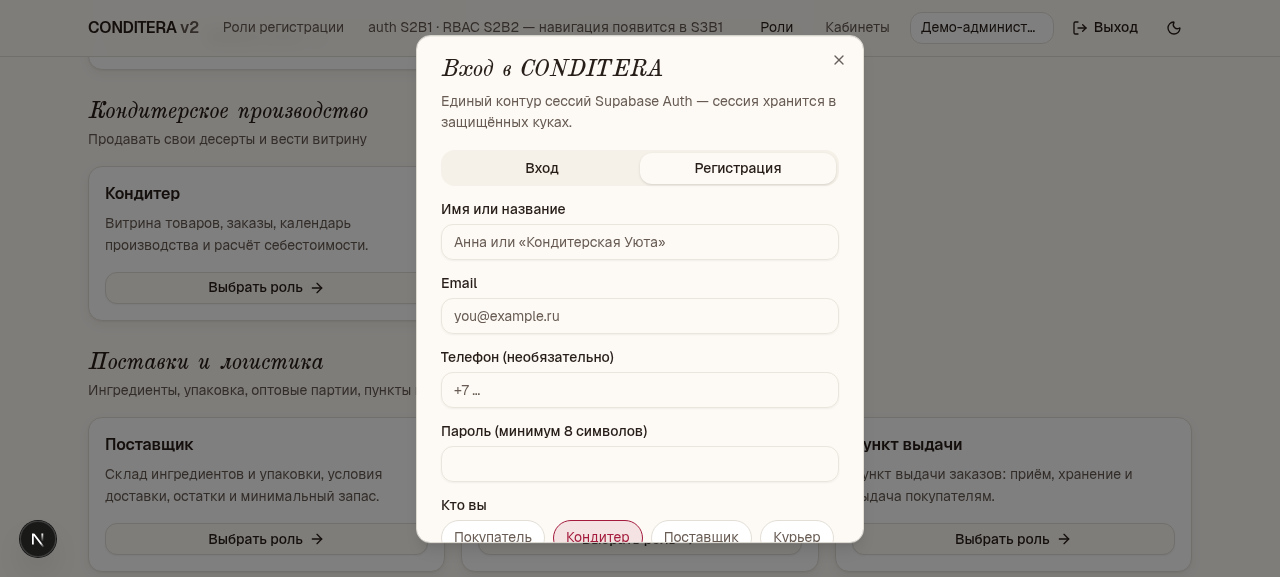 CONDITERA v2 Роли регистрации auth S2B1 · RBAC S2B2 — навигация появится в S3B1 Роли Кабинеты Демо-админист… Выход
Кондитерское производство
Продавать свои десерты и вести витрину
Кондитер
Витрина товаров, заказы, календарь
производства и расчёт себестоимости.
Выбрать роль →
Поставки и логистика
Ингредиенты, упаковка, оптовые партии, пункты
Поставщик
Склад ингредиентов и упаковки, условия
доставки, остатки и минимальный запас.
Выбрать роль →
Вход в CONDITERA
Единый контур сессий Supabase Auth — сессия хранится в
защищённых куках.
Вход Регистрация
Имя или название
Анна или «Кондитерская Уюта»
Email
you@example.ru
Телефон (необязательно)
+7 …
Пароль (минимум 8 символов)
Кто вы
Покупатель Кондитер Поставщик Курьер
ункт выдачи
ункт выдачи заказов: приём, хранение и
ыдача покупателям.
Выбрать роль →
N